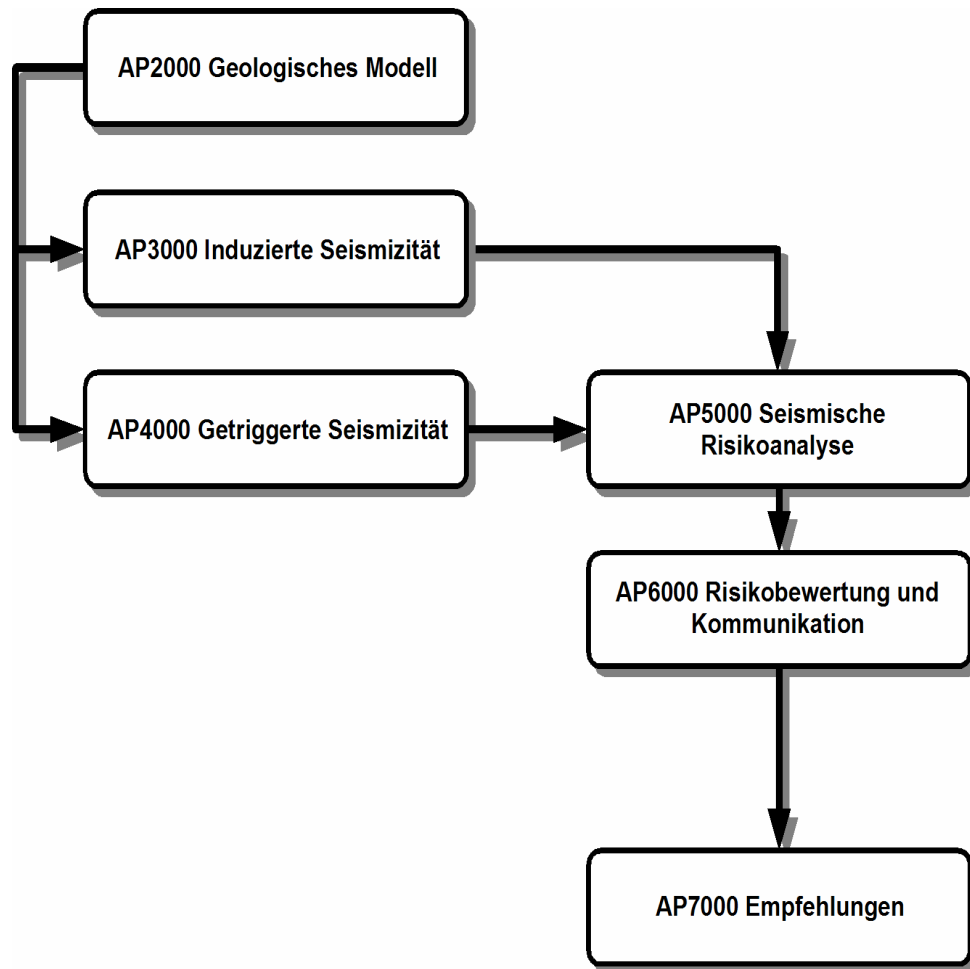 AP2000 Geologisches Modell
AP3000 Induzierte Seismizität
AP4000 Getriggerte Seismizität
AP5000 Seismische
Risikoanalyse
AP6000 Risikobewertung und
Kommunikation
AP7000 Empfehlungen